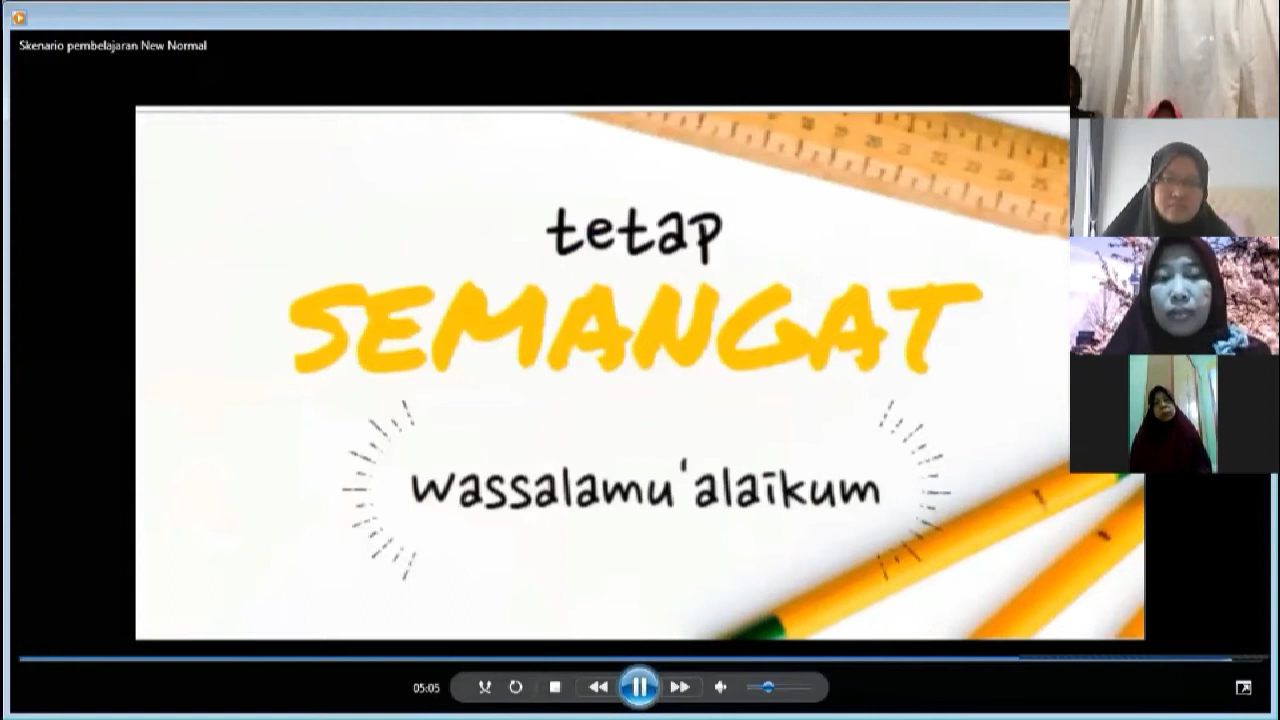 Skenario pembelajaran New Normal
tetap
SEMANGAT
wassalamu'alaikum
05:05